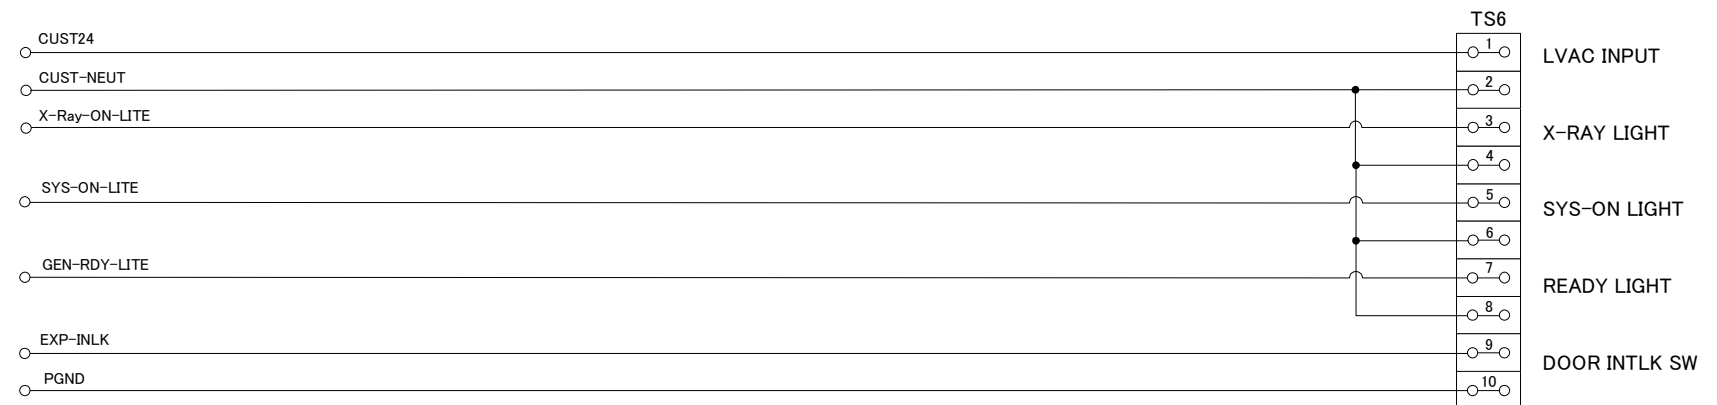 TS6
CUST24
1
LVAC INPUT
CUST-NEUT
2
X-Ray-ON-LITE
3
X-RAY LIGHT
4
SYS-ON-LITE
5
SYS-ON LIGHT
6
GEN-RDY-LITE
7
READY LIGHT
8
EXP-INLK
9
DOOR INTLK SW
PGND
10